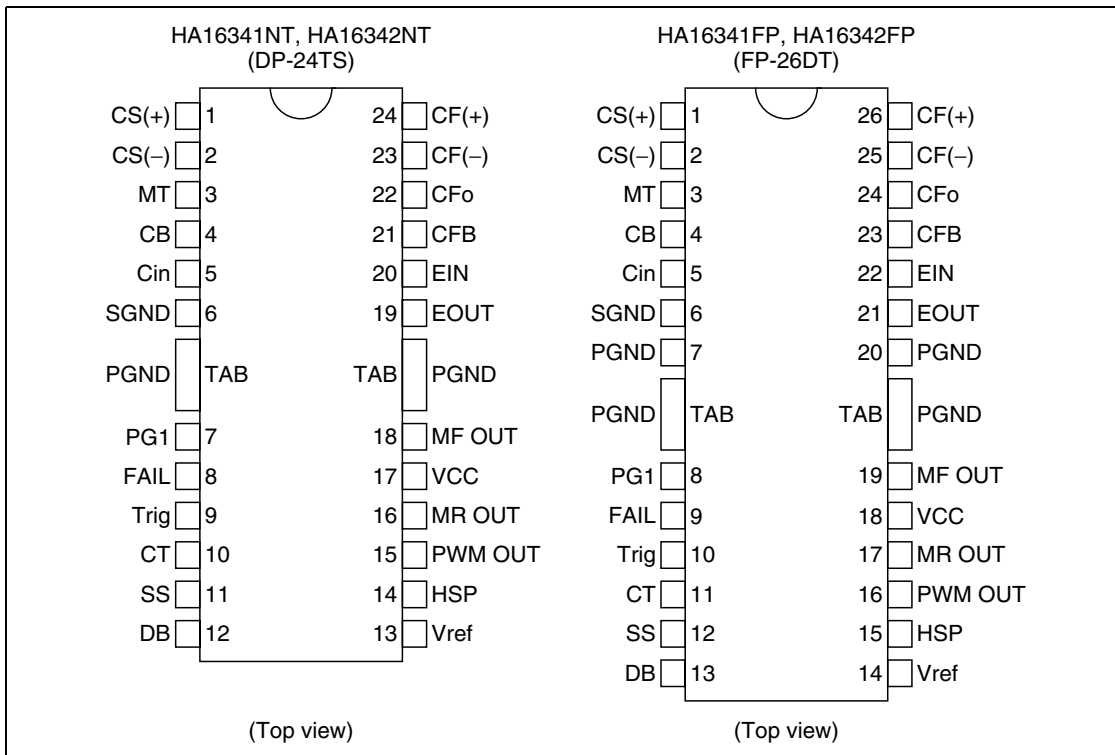 HA16341NT, HA16342NT
(DP-24TS)
CS(+) 1 24 CF(+)
CS(−) 2 23 CF(−)
MT 3 22 CFo
CB 4 21 CFB
Cin 5 20 EIN
SGND 6 19 EOUT
PGND TAB TAB PGND
PG1 7 18 MF OUT
FAIL 8 17 VCC
Trig 9 16 MR OUT
CT 10 15 PWM OUT
SS 11 14 HSP
DB 12 13 Vref
(Top view)
HA16341FP, HA16342FP
(FP-26DT)
CS(+) 1 26 CF(+)
CS(−) 2 25 CF(−)
MT 3 24 CFo
CB 4 23 CFB
Cin 5 22 EIN
SGND 6 21 EOUT
PGND 7 20 PGND
PGND TAB TAB PGND
PG1 8 19 MF OUT
FAIL 9 18 VCC
Trig 10 17 MR OUT
CT 11 16 PWM OUT
SS 12 15 HSP
DB 13 14 Vref
(Top view)